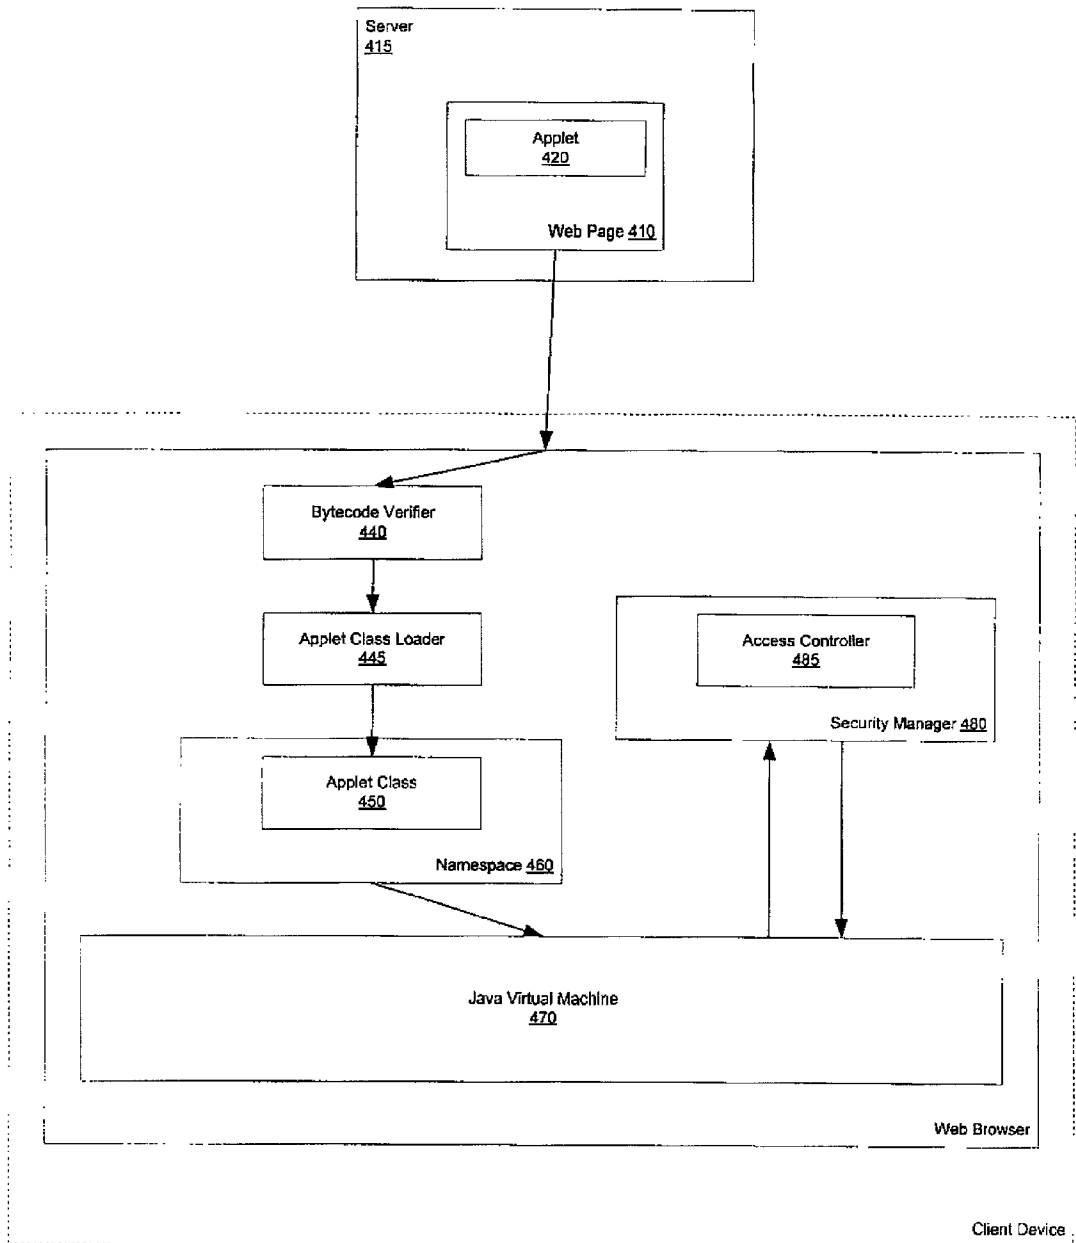 Server
415
Applet
420
Web Page 410
Bytecode Verifier
440
Applet Class Loader
445
Access Controller
485
Security Manager 480
Applet Class
450
Namespace 460
Java Virtual Machine
470
Web Browser
Client Device